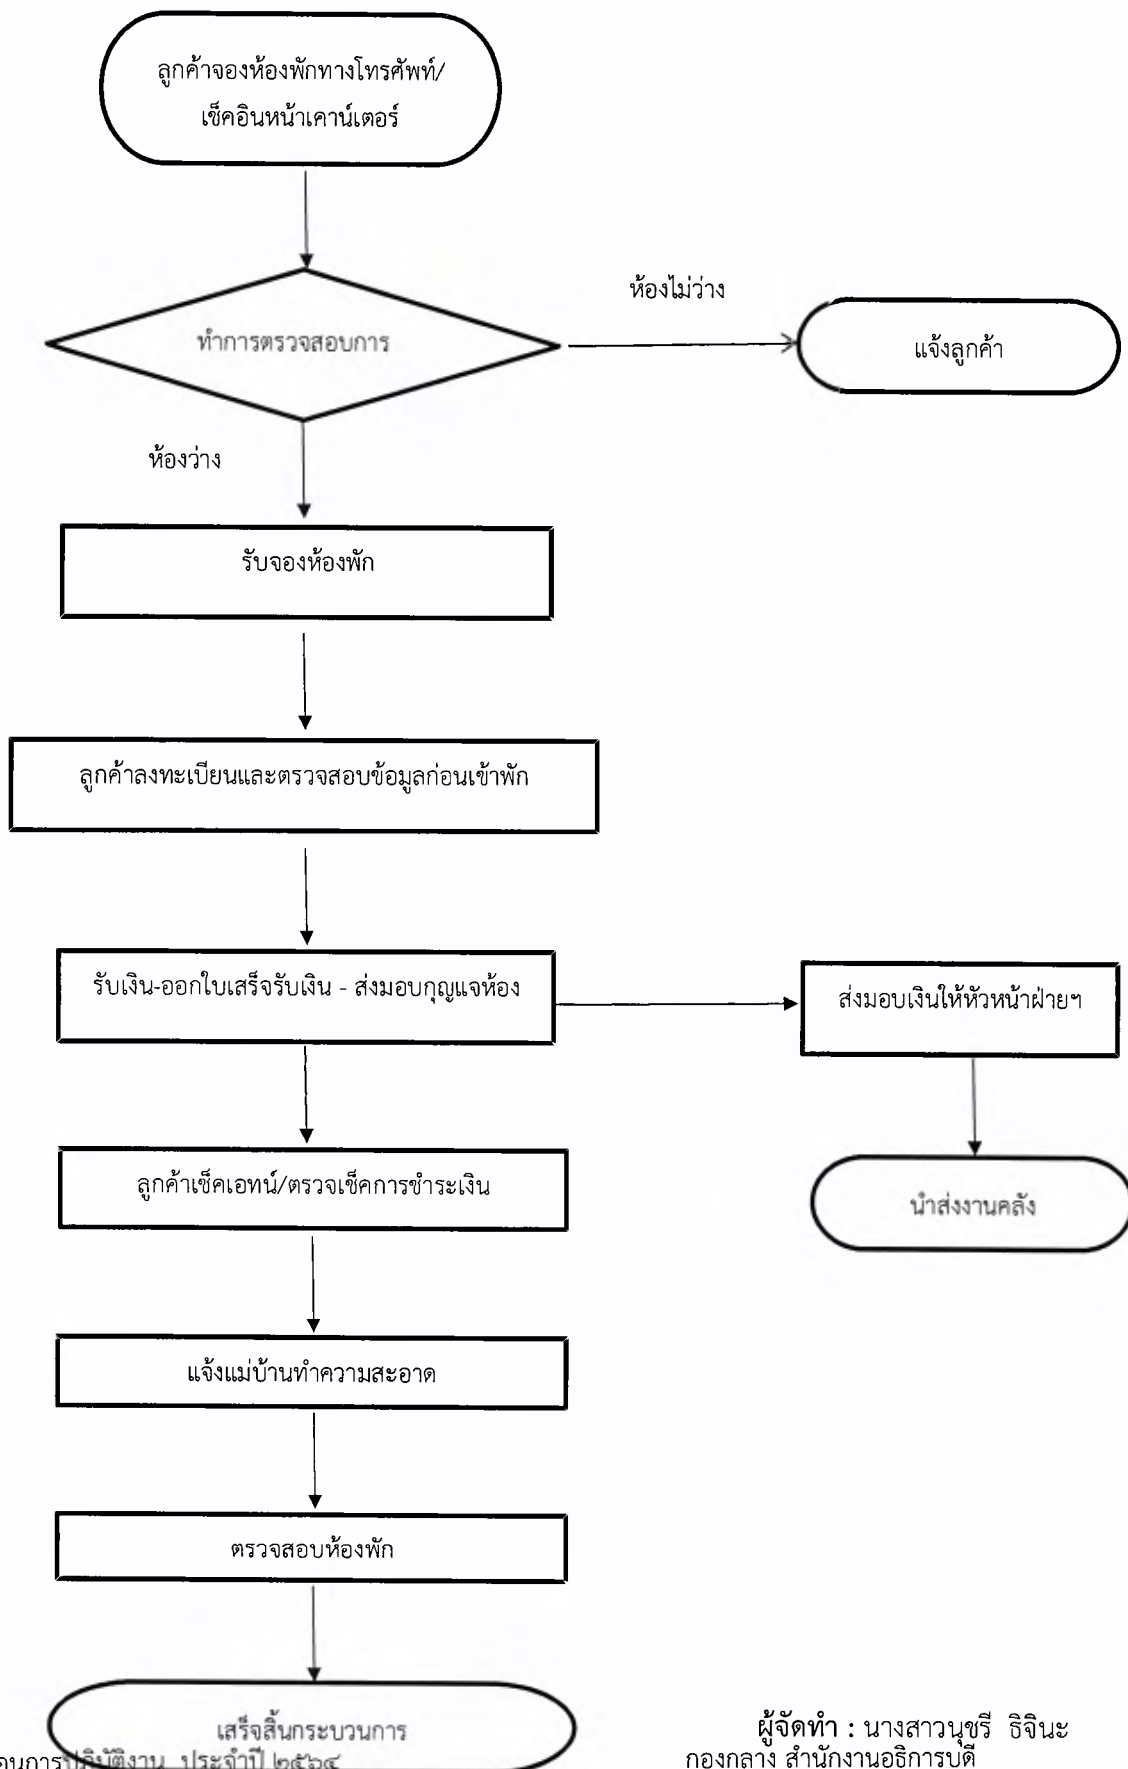 ลูกค้าจองห้องพักทางโทรศัพท์/
เช็คอินหน้าเคาน์เตอร์
ทำการตรวจสอบการ
ห้องไม่ว่าง
แจ้งลูกค้า
ห้องว่าง
รับจองห้องพัก
ลูกค้าลงทะเบียนและตรวจสอบข้อมูลก่อนเข้าพัก
รับเงิน-ออกใบเสร็จรับเงิน - ส่งมอบกุญแจห้อง
ส่งมอบเงินให้หัวหน้าฝ่ายฯ
ลูกค้าเช็คเอทน์/ตรวจเช็คการชำระเงิน
นำส่งงานคลัง
แจ้งแม่บ้านทำความสะอาด
ตรวจสอบห้องพัก
เสร็จสิ้นกระบวนการ
ผู้จัดทำ : นางสาวนุชรี ธิจินะ
อนการปฏิบัติงาน ประจำปี ๒๕๖๔
กองกลาง สำนักงานอธิการบดี